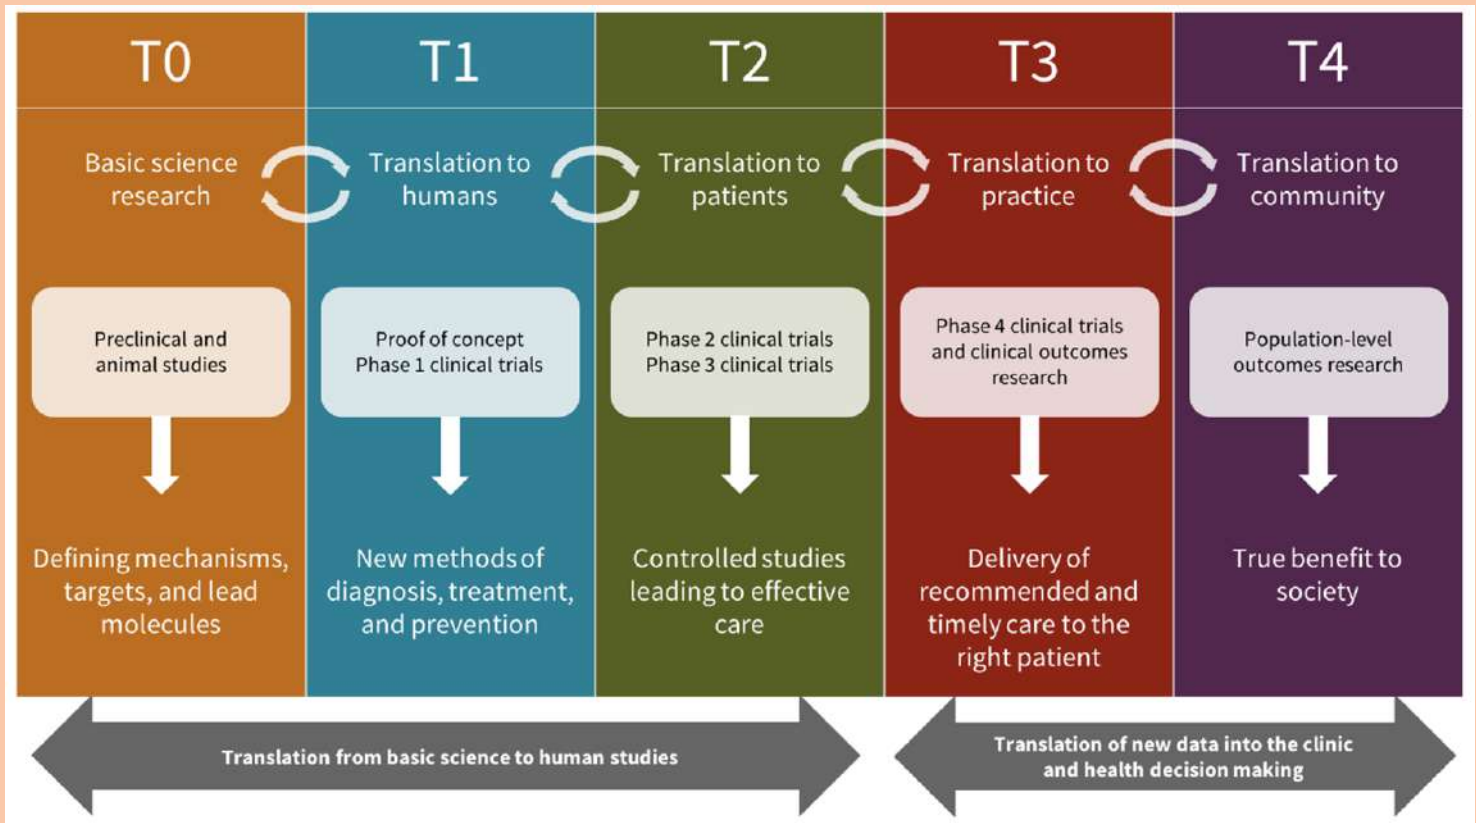 T0
Basic science
research
Preclinical and
animal studies
Defining mechanisms,
targets, and lead
molecules
T1
Translation to
humans
Proof of concept
Phase 1 clinical trials
New methods of
diagnosis, treatment,
and prevention
T2
Translation to
patients
Phase 2 clinical trials
Phase 3 clinical trials
Controlled studies
leading to effective
care
T3
Translation to
practice
Phase 4 clinical trials
and clinical outcomes
research
Delivery of
recommended and
timely care to the
right patient
T4
Translation to
community
Population-level
outcomes research
True benefit to
society
Translation from basic science to human studies
Translation of new data into the clinic
and health decision making